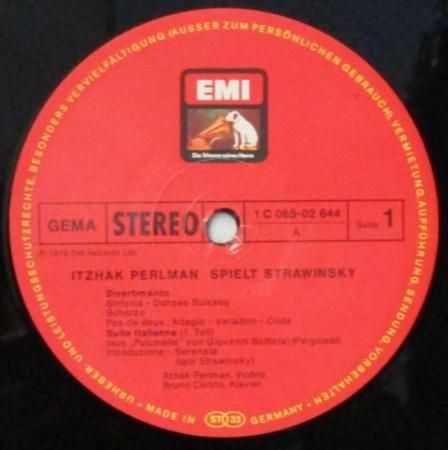 URHEBER- UND LEISTUNGSSCHUTZRECHTE, BESONDERS VERVIELFÄLTIGUNG (AUSSER ZUM PERSÖNLICHEN GEBRAUCH), VERMIETUNG, AUFFÜHRUNG, SENDUNG, VORBEHALTEN
EMI
Die Stimme seines Herrn
GEMA STEREO 1 C 065-02 644 Seite 1
A
℗ 1976 EMI Records Ltd.
ITZHAK PERLMAN SPIELT STRAWINSKY
Divertimento
Sinfonia - Danses Suisses
Scherzo
Pas de deux: Adagio - Variation - Coda
Suite Italienne (1. Teil)
(aus „Pulcinella" von Giovanni Battista) (Pergolesi)
Introduzione - Serenata
(Igor Strawinsky)
Itzhak Perlman, Violine
Bruno Canino, Klavier
MADE IN ST 33 GERMANY